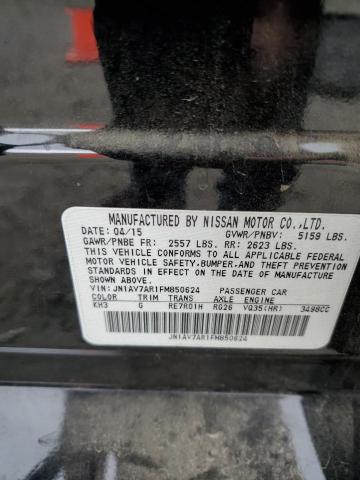 MANUFACTURED BY NISSAN MOTOR CO.,LTD.
DATE: 04/15 GVWR/PNBV: 5159 LBS.
GAWR/PNBE FR: 2557 LBS. RR: 2623 LBS.
THIS VEHICLE CONFORMS TO ALL APPLICABLE FEDERAL
MOTOR VEHICLE SAFETY,BUMPER,AND THEFT PREVENTION
STANDARDS IN EFFECT ON THE DATE OF MANUFACTURE
SHOWN ABOVE.
VIN: JN1AV7AR1FM850624 PASSENGER CAR
COLOR TRIM TRANS AXLE ENGINE
KH3 G RE7R01H RG26 VQ35(HR) 3498CC
JN1AV7AR1FM850624